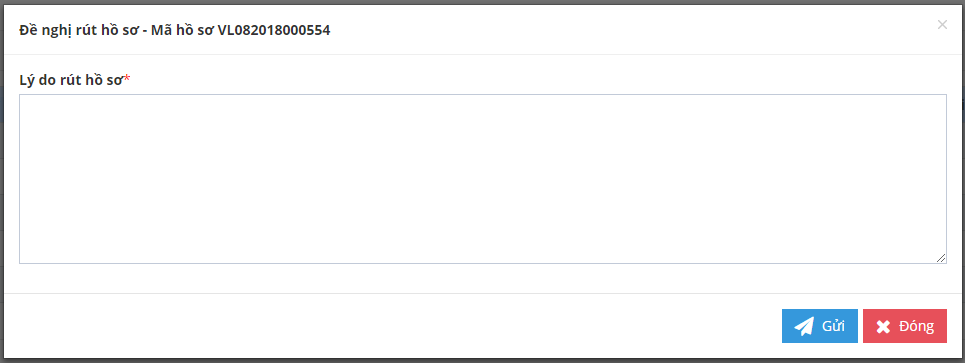 Đề nghị rút hồ sơ - Mã hồ sơ VL082018000554
Lý do rút hồ sơ*
Gửi
Đóng